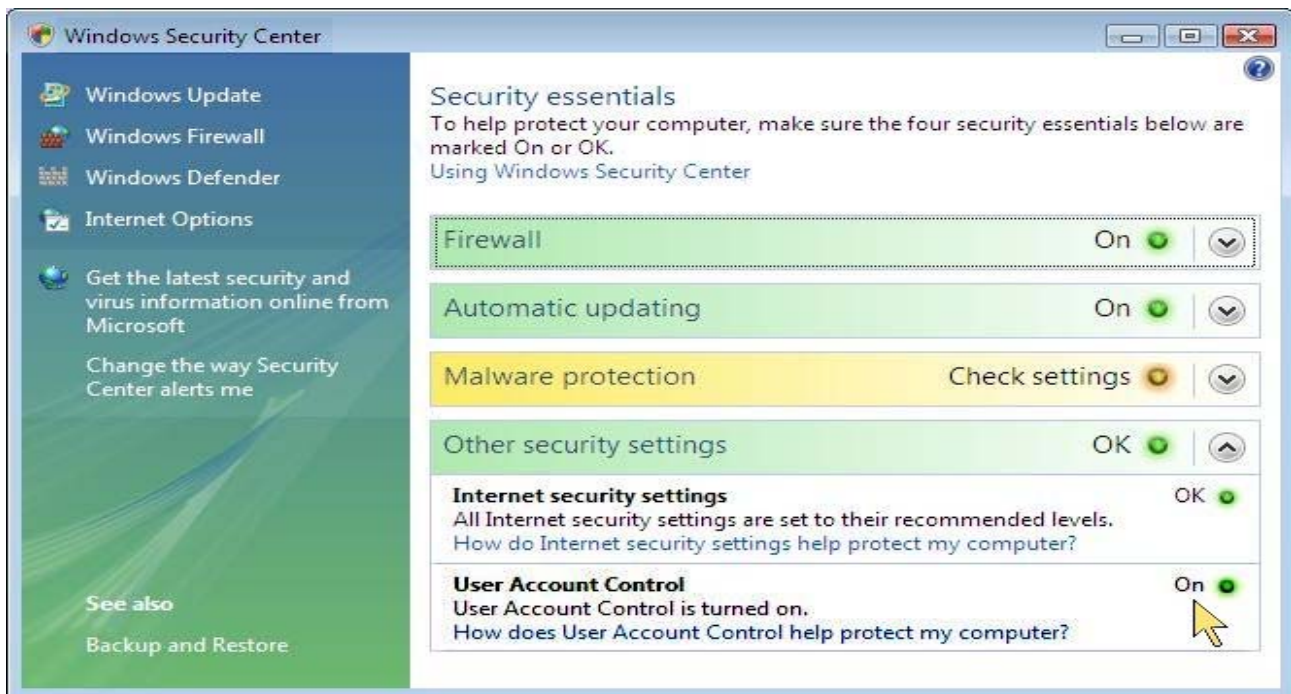 Windows Security Center
Windows Update
Windows Firewall
Windows Defender
Internet Options
Get the latest security and
virus information online from
Microsoft
Change the way Security
Center alerts me
See also
Backup and Restore
?
Security essentials
To help protect your computer, make sure the four security essentials below are
marked On or OK.
Using Windows Security Center
Firewall On
Automatic updating On
Malware protection Check settings
Other security settings OK
Internet security settings OK
All Internet security settings are set to their recommended levels.
How do Internet security settings help protect my computer?
User Account Control On
User Account Control is turned on.
How does User Account Control help protect my computer?